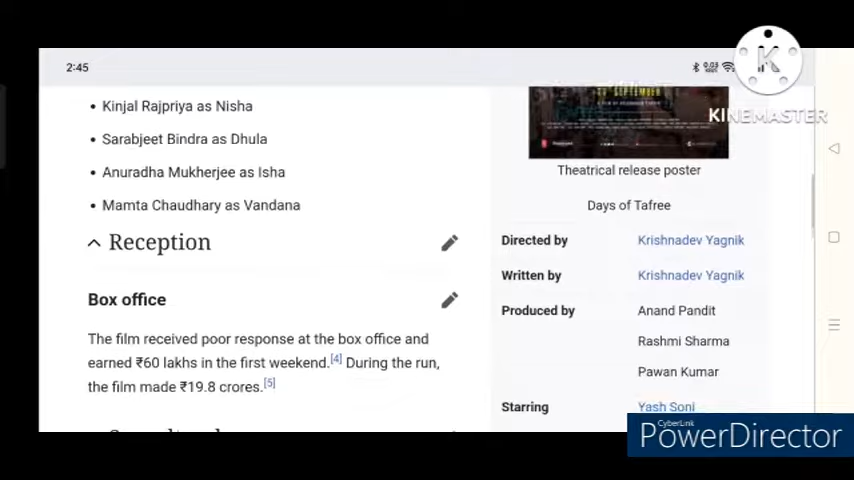 2:45
KINEMASTER
Kinjal Rajpriya as Nisha
Sarabjeet Bindra as Dhula
Anuradha Mukherjee as Isha
Mamta Chaudhary as Vandana
Reception
Box office
The film received poor response at the box office and
earned ₹60 lakhs in the first weekend.[4] During the run,
the film made ₹19.8 crores.[5]
SEPTEMBER
Theatrical release poster
Days of Tafree
Directed by Krishnadev Yagnik
Written by Krishnadev Yagnik
Produced by Anand Pandit
Rashmi Sharma
Pawan Kumar
Starring Yash Soni
CyberLink
PowerDirector